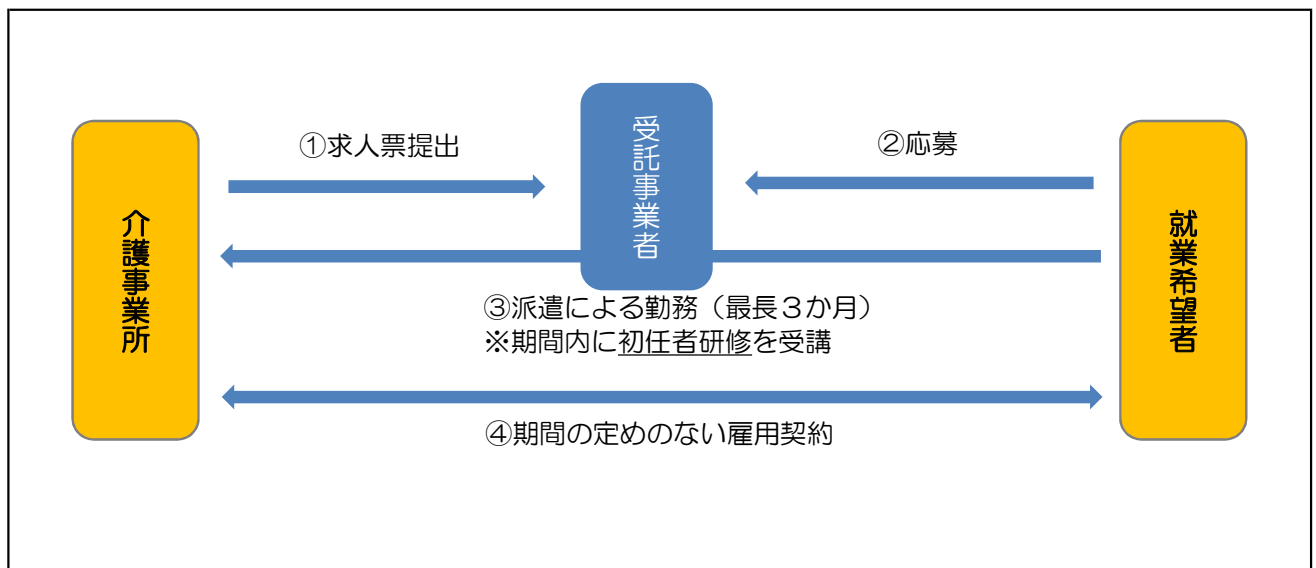 介護事業所
①求人票提出
受託事業者
②応募
就業希望者
③派遣による勤務（最長３か月）
※期間内に初任者研修を受講
④期間の定めのない雇用契約